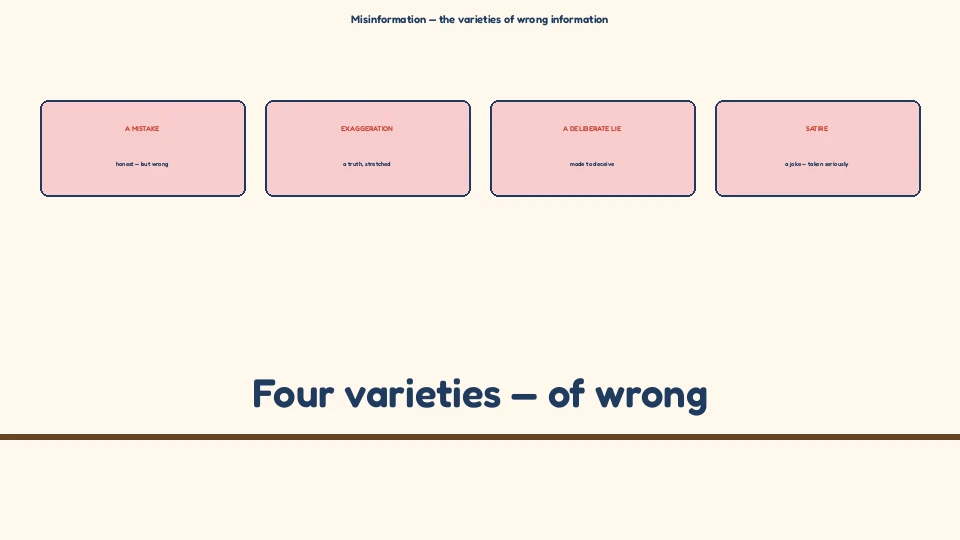 Misinformation — the varieties of wrong information
A MISTAKE
honest — but wrong
EXAGGERATION
a truth, stretched
A DELIBERATE LIE
made to deceive
SATIRE
a joke — taken seriously
Four varieties — of wrong